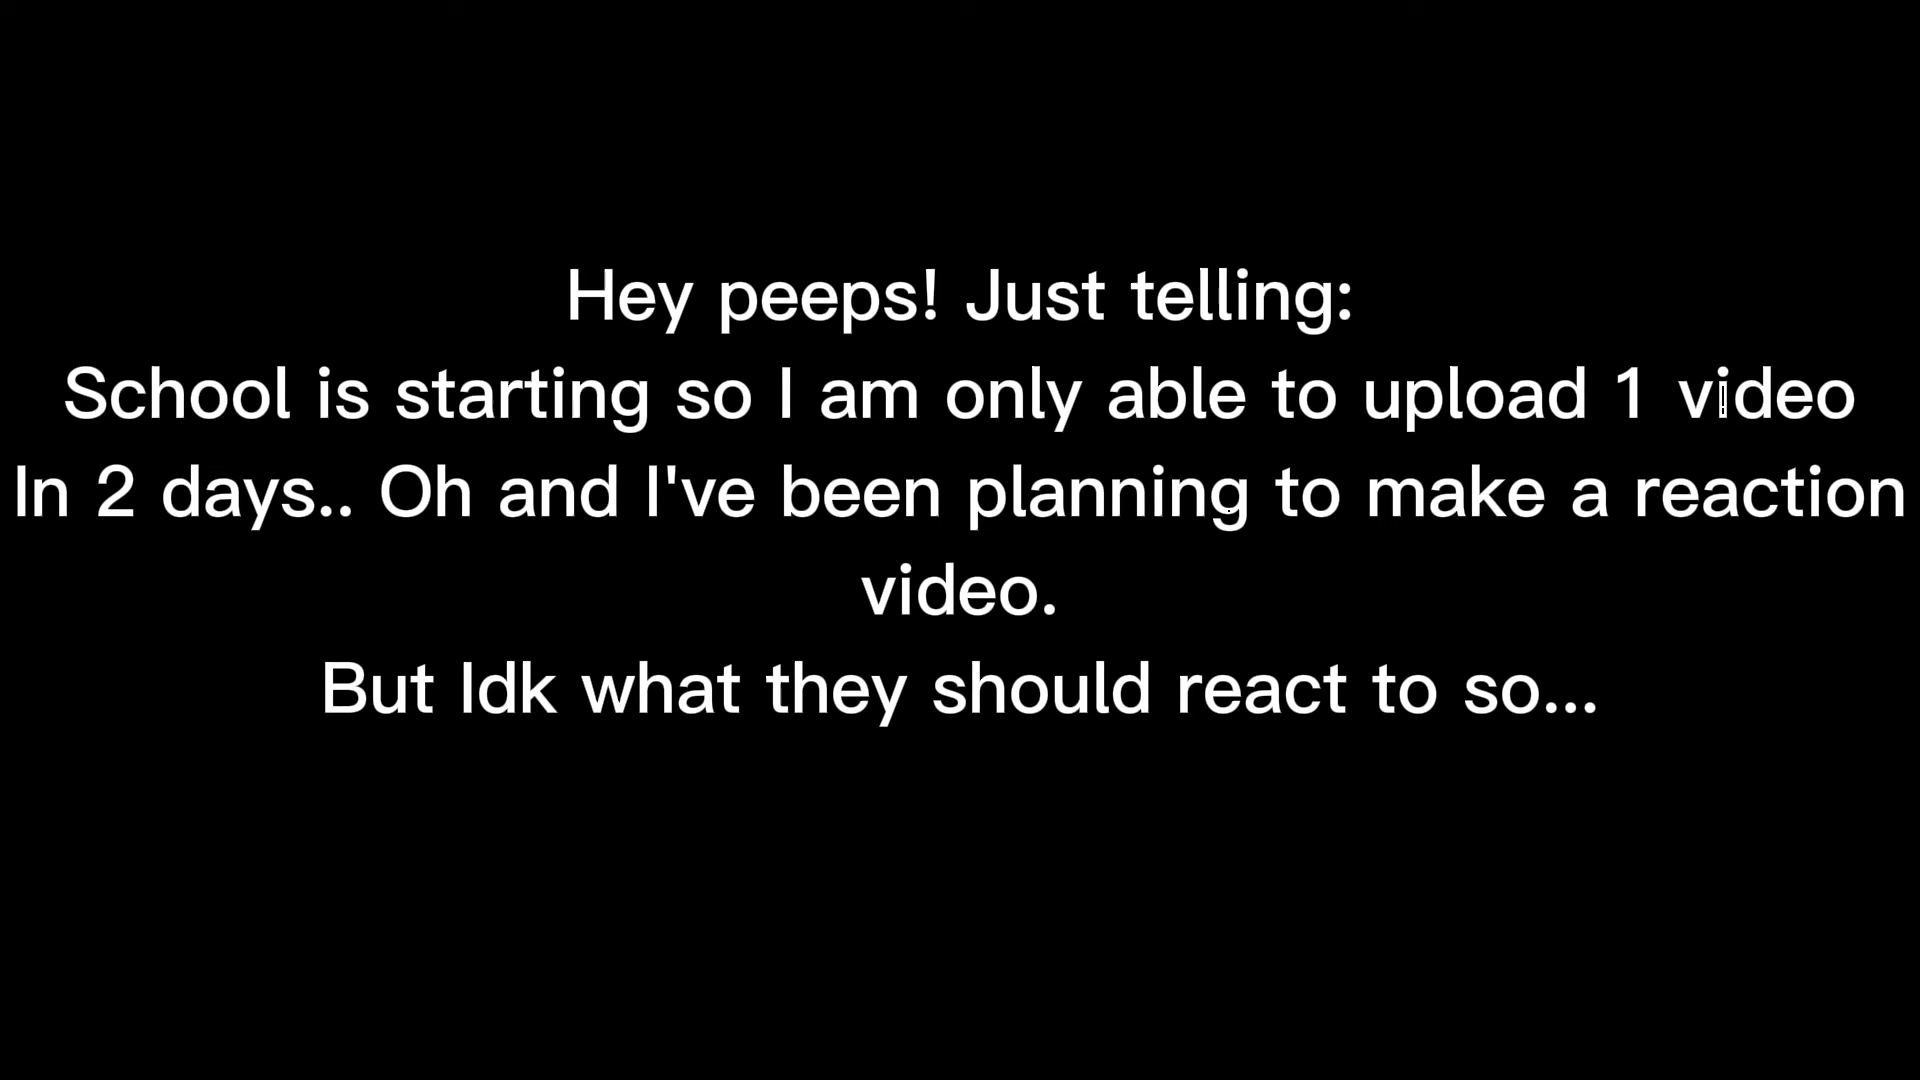 Hey peeps! Just telling:
School is starting so I am only able to upload 1 video
In 2 days.. Oh and I've been planning to make a reaction
video.
But Idk what they should react to so...